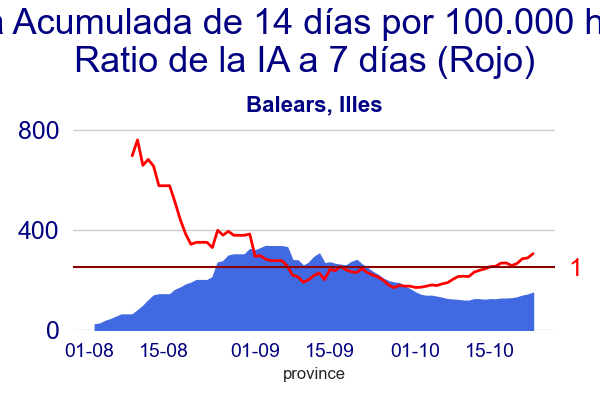 a Acumulada de 14 días por 100.000 h
Ratio de la IA a 7 días (Rojo)
Balears, Illes
800
400
0
1
01-08 15-08 01-09 15-09 01-10 15-10
province